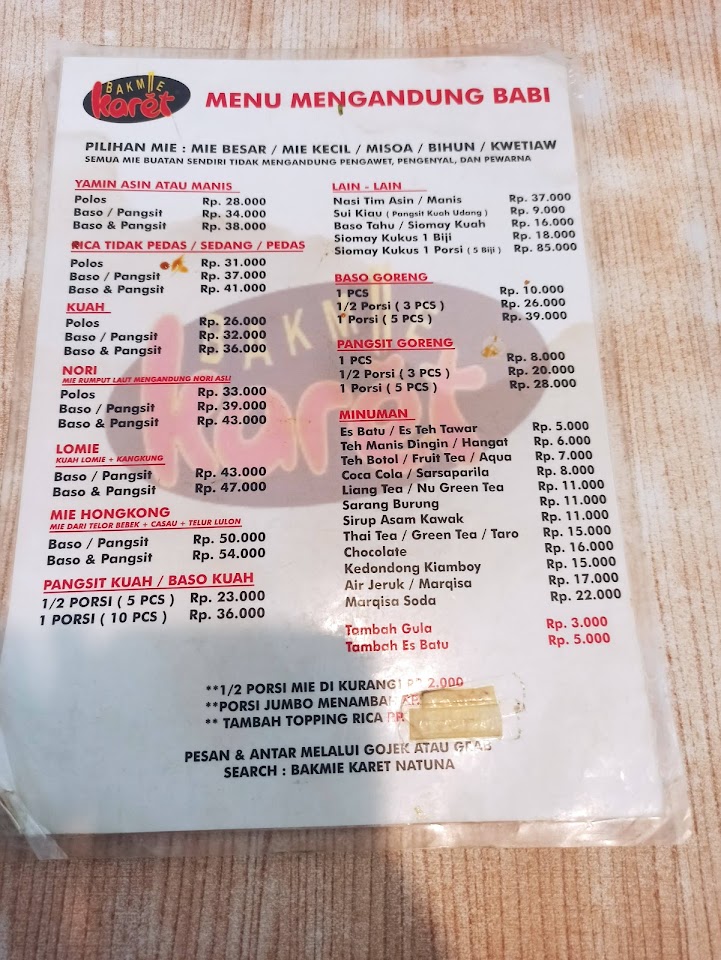 BAKMIE
karet
MENU MENGANDUNG BABI
PILIHAN MIE : MIE BESAR / MIE KECIL / MISOA / BIHUN / KWETIAW
SEMUA MIE BUATAN SENDIRI TIDAK MENGANDUNG PENGAWET, PENGENYAL, DAN PEWARNA
YAMIN ASIN ATAU MANIS
Polos Rp. 28.000
Baso / Pangsit Rp. 34.000
Baso & Pangsit Rp. 38.000
RICA TIDAK PEDAS / SEDANG / PEDAS
Polos Rp. 31.000
Baso / Pangsit Rp. 37.000
Baso & Pangsit Rp. 41.000
KUAH
Polos Rp. 26.000
Baso / Pangsit Rp. 32.000
Baso & Pangsit Rp. 36.000
NORI
MIE RUMPUT LAUT MENGANDUNG NORI ASLI
Polos Rp. 33.000
Baso / Pangsit Rp. 39.000
Baso & Pangsit Rp. 43.000
LOMIE
KUAH LOMIE + KANGKUNG
Baso / Pangsit Rp. 43.000
Baso & Pangsit Rp. 47.000
MIE HONGKONG
MIE DARI TELOR BEBEK + CASAU + TELUR LULON
Baso / Pangsit Rp. 50.000
Baso & Pangsit Rp. 54.000
PANGSIT KUAH / BASO KUAH
1/2 PORSI ( 5 PCS ) Rp. 23.000
1 PORSI ( 10 PCS ) Rp. 36.000
LAIN - LAIN
Nasi Tim Asin / Manis Rp. 37.000
Sui Kiau ( Pangsit Kuah Udang ) Rp. 9.000
Baso Tahu / Siomay Kuah Rp. 16.000
Siomay Kukus 1 Biji Rp. 18.000
Siomay Kukus 1 Porsi ( 5 Biji ) Rp. 85.000
BASO GORENG
1 PCS Rp. 10.000
1/2 Porsi ( 3 PCS ) Rp. 26.000
1 Porsi ( 5 PCS ) Rp. 39.000
PANGSIT GORENG
1 PCS Rp. 8.000
1/2 Porsi ( 3 PCS ) Rp. 20.000
1 Porsi ( 5 PCS ) Rp. 28.000
MINUMAN
Es Batu / Es Teh Tawar Rp. 5.000
Teh Manis Dingin / Hangat Rp. 6.000
Teh Botol / Fruit Tea / Aqua Rp. 7.000
Coca Cola / Sarsaparila Rp. 8.000
Liang Tea / Nu Green Tea Rp. 11.000
Sarang Burung Rp. 11.000
Sirup Asam Kawak Rp. 11.000
Thai Tea / Green Tea / Taro Rp. 15.000
Chocolate Rp. 16.000
Kedondong Kiamboy Rp. 15.000
Air Jeruk / Marqisa Rp. 17.000
Marqisa Soda Rp. 22.000
Tambah Gula Rp. 3.000
Tambah Es Batu Rp. 5.000
**1/2 PORSI MIE DI KURANGI RP 2.000
**PORSI JUMBO MENAMBAH
** TAMBAH TOPPING RICA RP
PESAN & ANTAR MELALUI GOJEK ATAU GRAB
SEARCH : BAKMIE KARET NATUNA